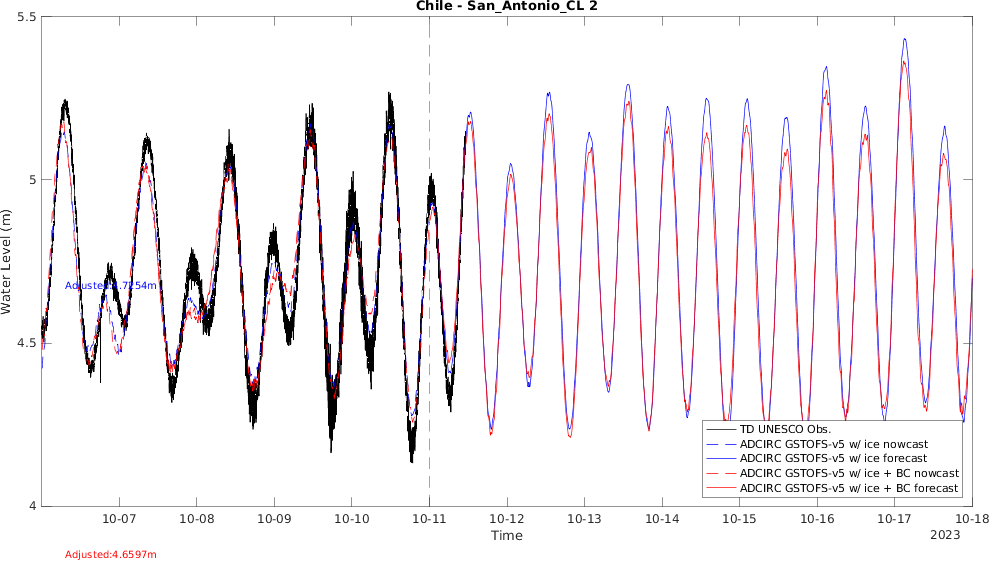 Chile - San_Antonio_CL 2
5.5
5
4.5
4
Water Level (m)
Adjusted:4.7254m
TD UNESCO Obs.
ADCIRC GSTOFS-v5 w/ ice nowcast
ADCIRC GSTOFS-v5 w/ ice forecast
ADCIRC GSTOFS-v5 w/ ice + BC nowcast
ADCIRC GSTOFS-v5 w/ ice + BC forecast
10-07 10-08 10-09 10-10 10-11 10-12 10-13 10-14 10-15 10-16 10-17 10-18
Time
2023
Adjusted:4.6597m